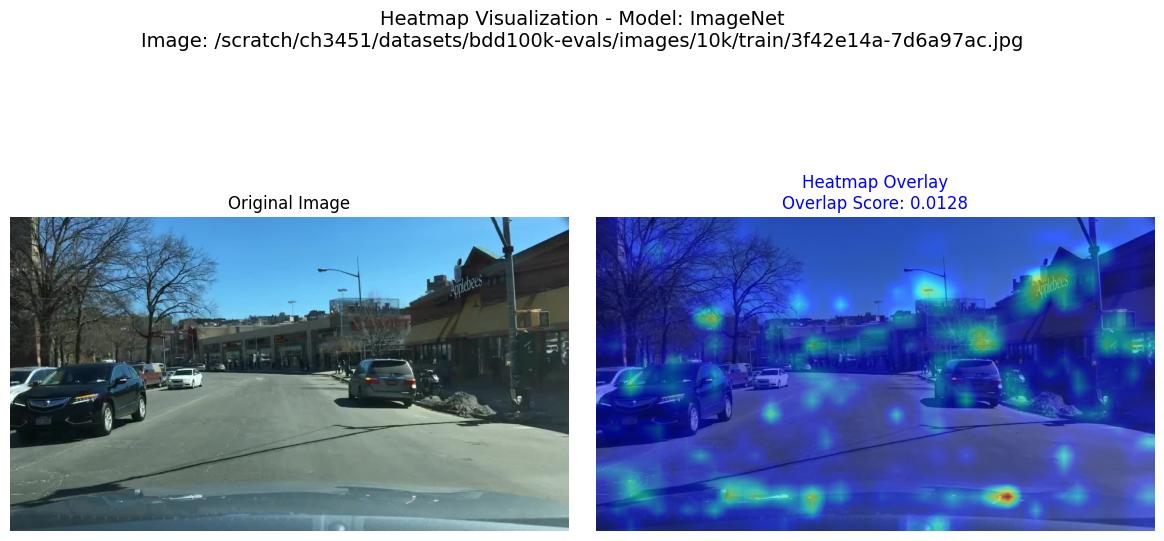 Heatmap Visualization - Model: ImageNet
Image: /scratch/ch3451/datasets/bdd100k-evals/images/10k/train/3f42e14a-7d6a97ac.jpg
Original Image
Heatmap Overlay
Overlap Score: 0.0128
Applebee's
Applebee's